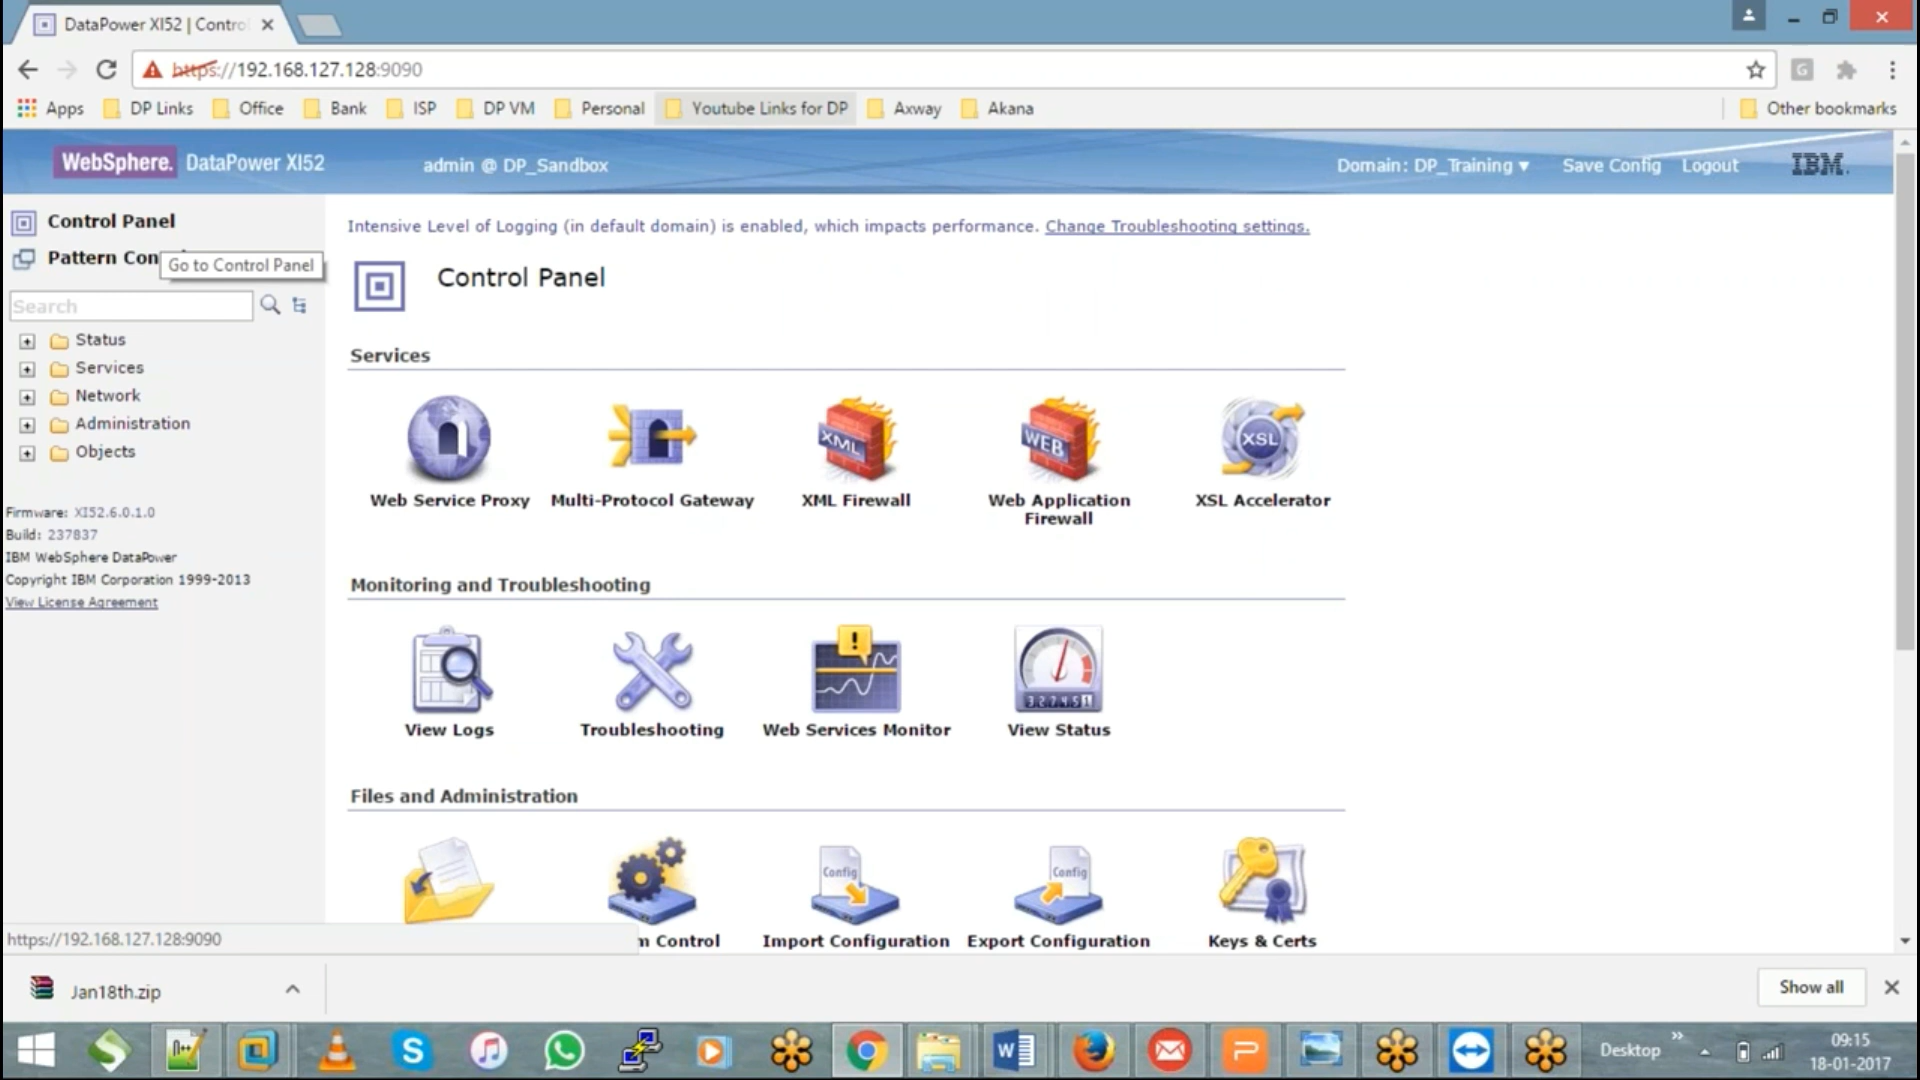 DataPower XI52 | Contro
https://192.168.127.128:9090
Apps DP Links Office Bank ISP DP VM Personal Youtube Links for DP Axway Akana Other bookmarks
WebSphere. DataPower XI52 admin @ DP_Sandbox Domain: DP_Training ▼ Save Config Logout IBM.
Control Panel
Pattern Con
Go to Control Panel
Search
Status
Services
Network
Administration
Objects
Firmware: XI52.6.0.1.0
Build: 237837
IBM WebSphere DataPower
Copyright IBM Corporation 1999-2013
View License Agreement
Intensive Level of Logging (in default domain) is enabled, which impacts performance. Change Troubleshooting settings.
Control Panel
Services
XML WEB XSL
Web Service Proxy Multi-Protocol Gateway XML Firewall Web Application Firewall XSL Accelerator
Monitoring and Troubleshooting
View Logs Troubleshooting Web Services Monitor View Status
Files and Administration
Config Config
m Control Import Configuration Export Configuration Keys & Certs
https://192.168.127.128:9090
Jan18th.zip Show all
Desktop 09:15
18-01-2017